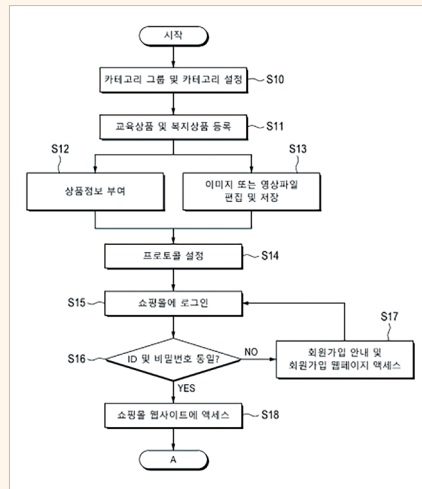 시작
카테고리 그룹 및 카테고리 설정
S10
교육상품 및 복지상품 등록
S11
S12
S13
상품정보 부여
이미지 또는 영상파일
편집 및 저장
프로토콜 설정
S14
S15
쇼핑몰에 로그인
S17
S16
ID 및 비밀번호 동일?
NO
회원가입 안내 및
회원가입 웹페이지 액세스
YES
쇼핑몰 웹사이트에 액세스
S18
A